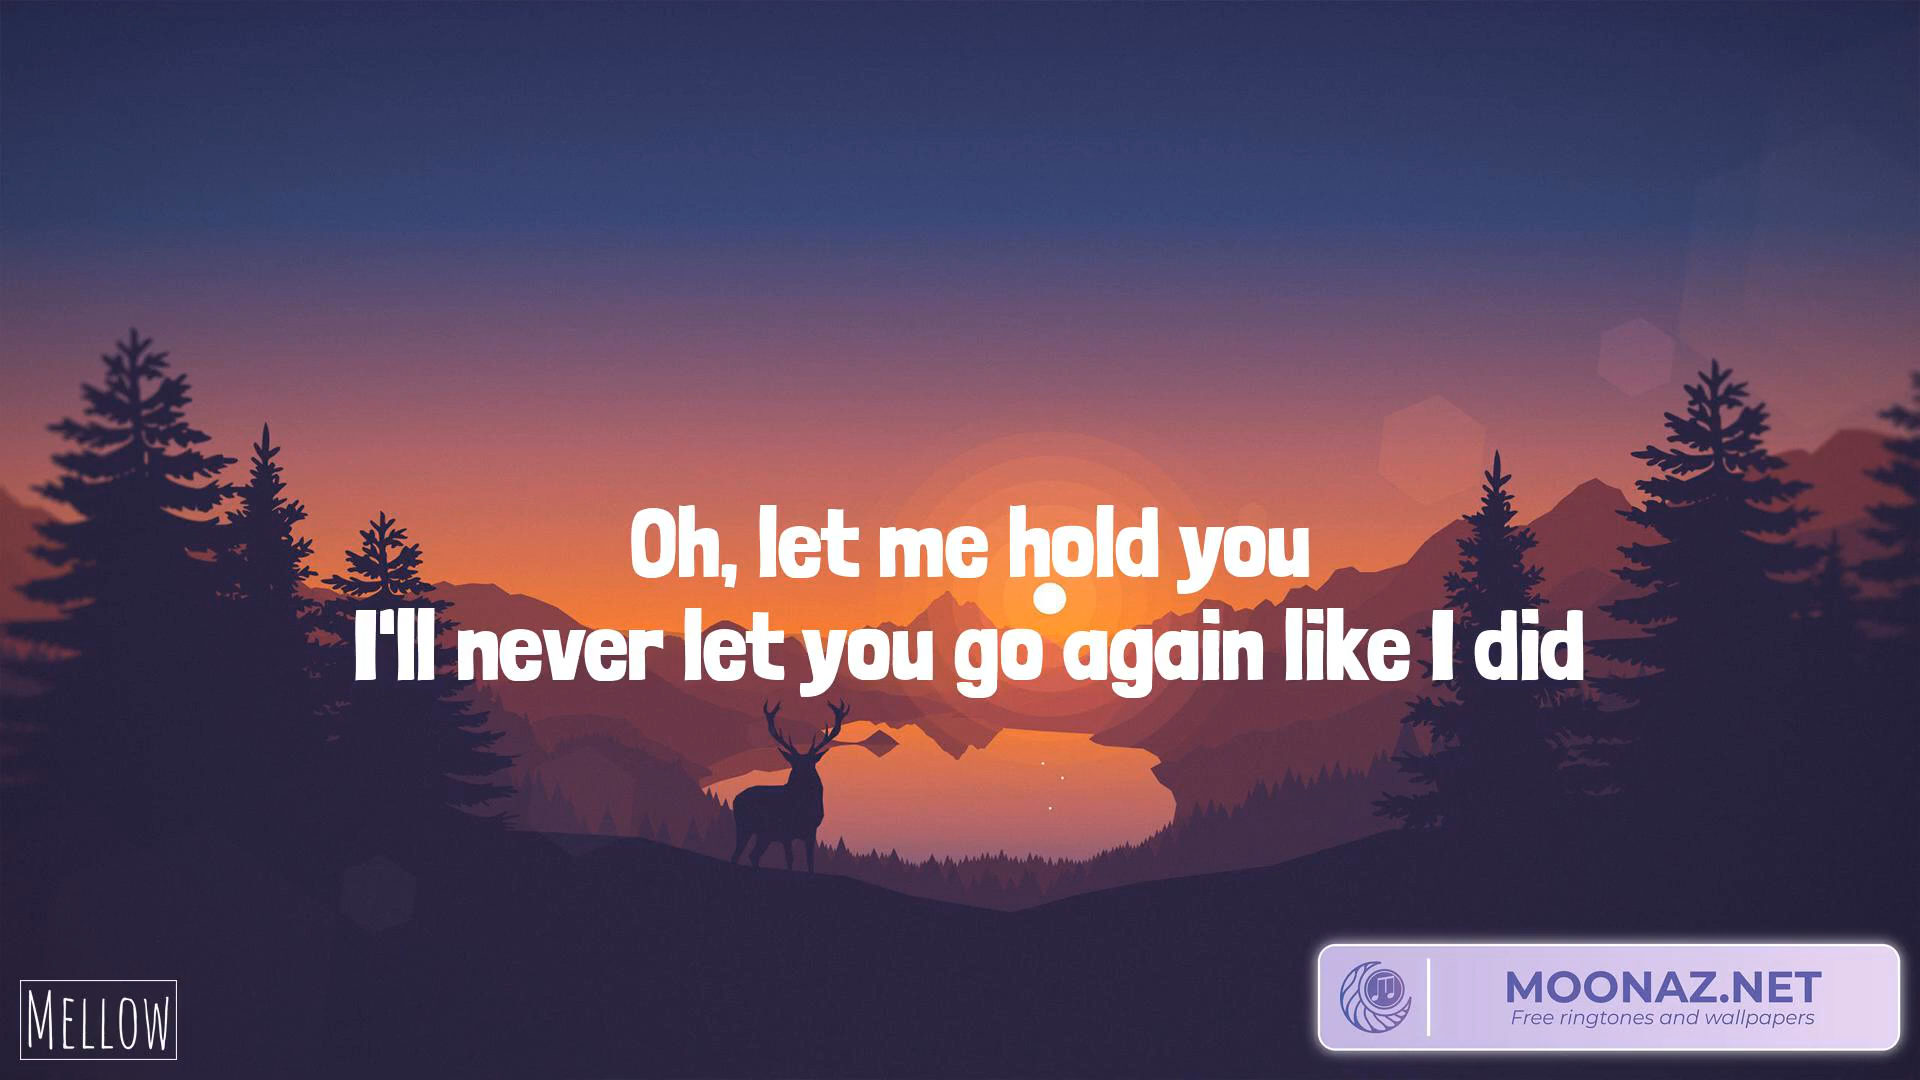 Oh, let me hold you
I'll never let you go again like I did
MELLOW
MOONAZ.NET
Free ringtones and wallpapers